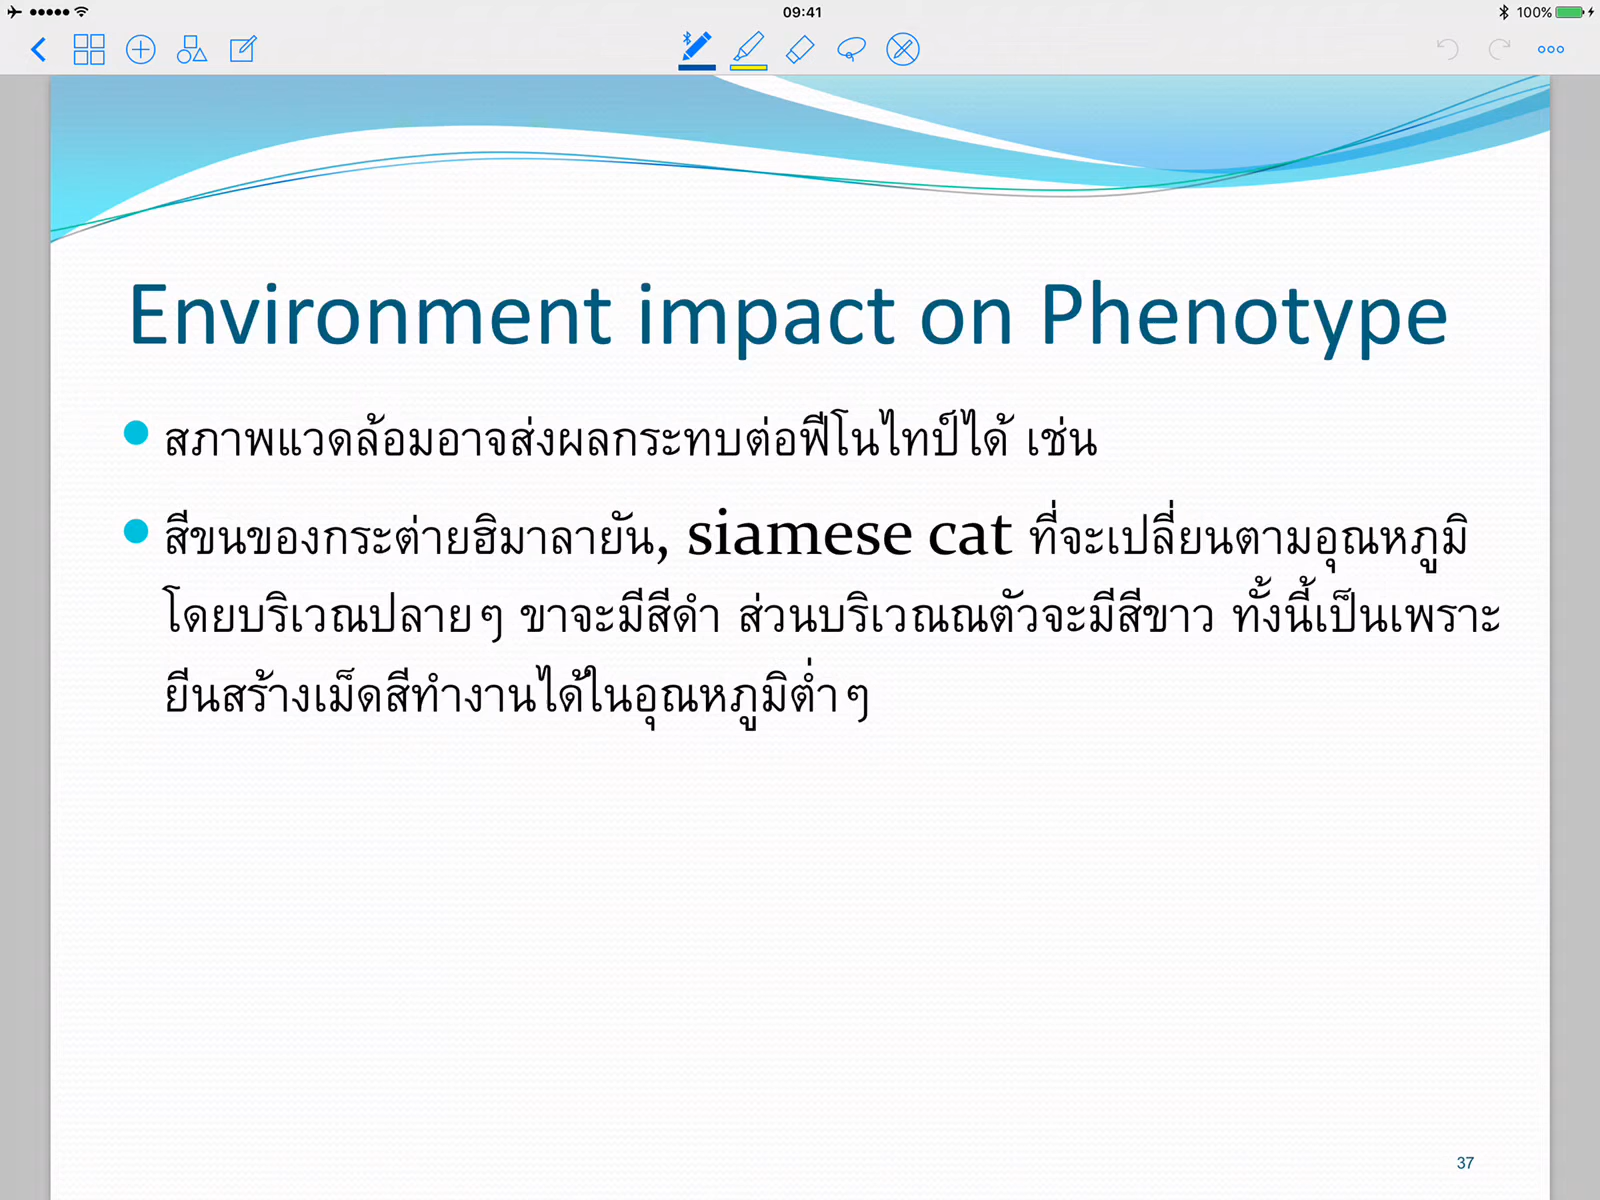 09:41
100%
Environment impact on Phenotype
สภาพแวดล้อมอาจส่งผลกระทบต่อฟีโนไทป์ได้ เช่น
สีขนของกระต่ายฮิมาลายัน, siamese cat ที่จะเปลี่ยนตามอุณหภูมิ
โดยบริเวณปลายๆ ขาจะมีสีดำ ส่วนบริเวณณตัวจะมีสีขาว ทั้งนี้เป็นเพราะ
ยีนสร้างเม็ดสีทำงานได้ในอุณหภูมิต่ำๆ
37